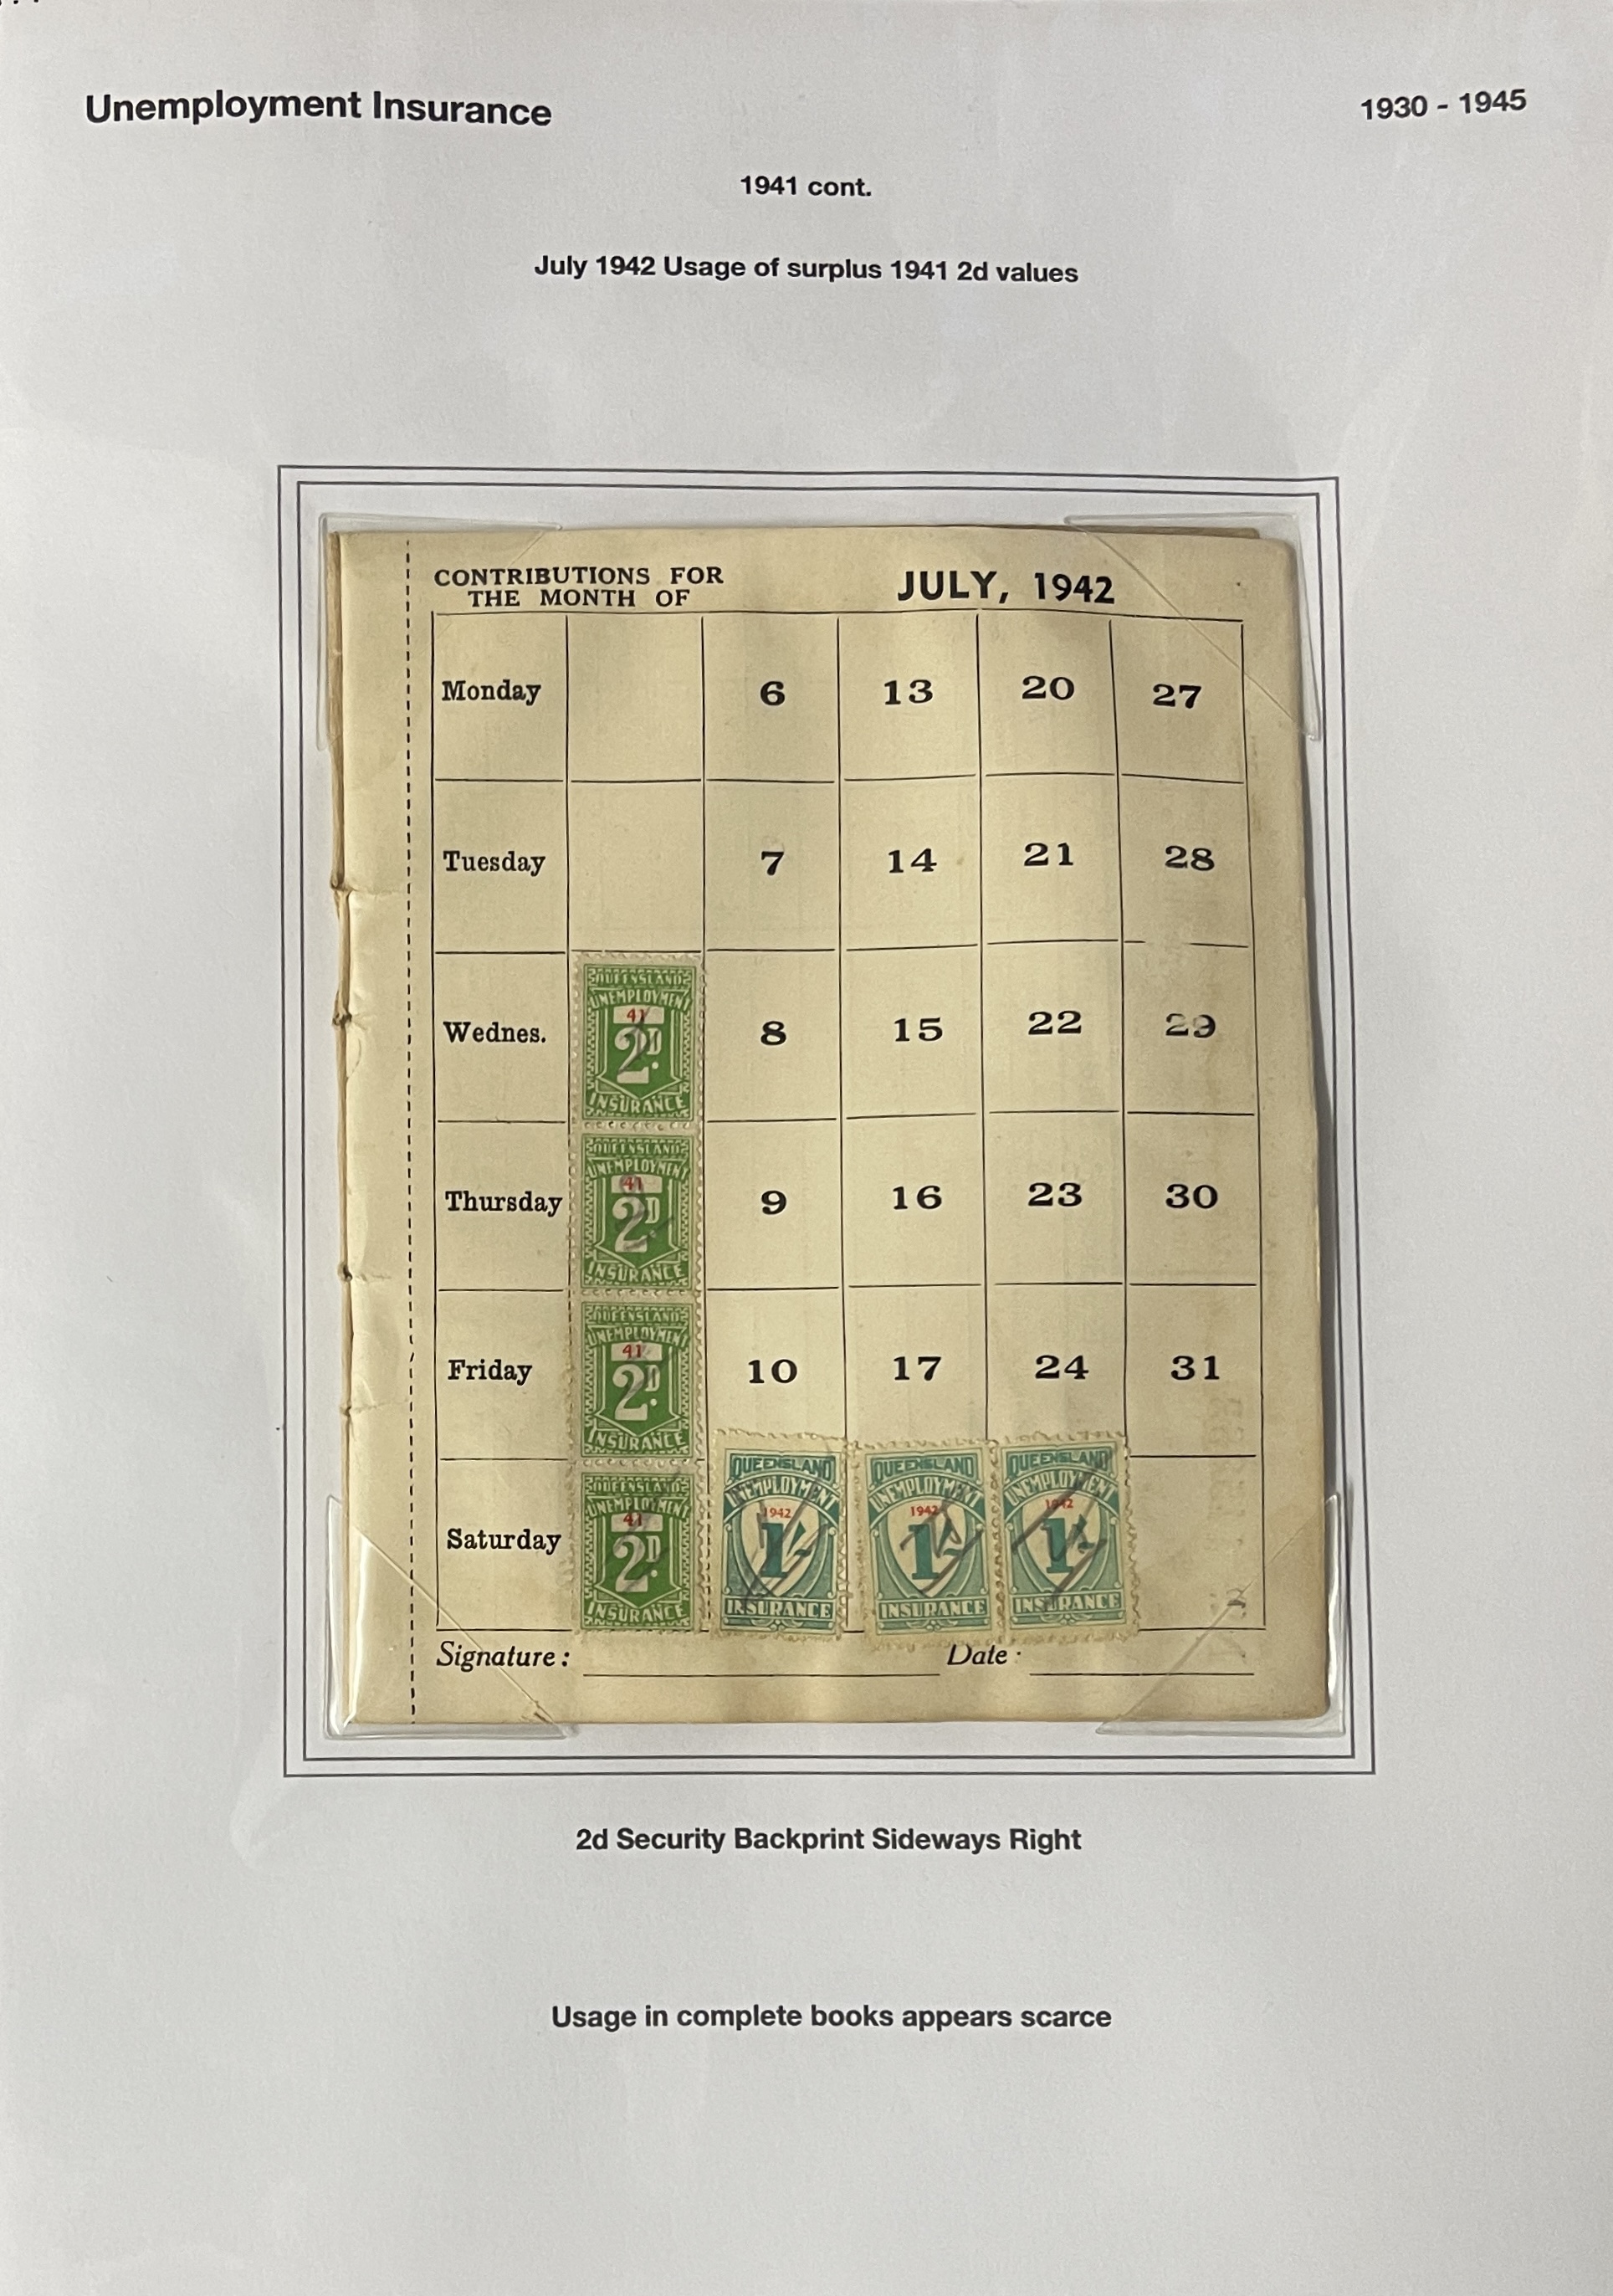 Unemployment Insurance 1930 - 1945
1941 cont.
July 1942 Usage of surplus 1941 2d values
CONTRIBUTIONS FOR
THE MONTH OF
JULY, 1942
Monday 6 13 20 27
Tuesday 7 14 21 28
QUEENSLAND
UNEMPLOYMENT
41
2D.
INSURANCE
Wednes. 8 15 22 29
QUEENSLAND
UNEMPLOYMENT
41
2D.
INSURANCE
Thursday 9 16 23 30
QUEENSLAND
UNEMPLOYMENT
41
2D.
INSURANCE
Friday 10 17 24 31
QUEENSLAND
UNEMPLOYMENT
41
2D.
INSURANCE
Saturday
QUEENSLAND
UNEMPLOYMENT
1942
1/-
INSURANCE
QUEENSLAND
UNEMPLOYMENT
1942
1/-
INSURANCE
QUEENSLAND
UNEMPLOYMENT
1942
1/-
INSURANCE
Signature: Date:
2d Security Backprint Sideways Right
Usage in complete books appears scarce